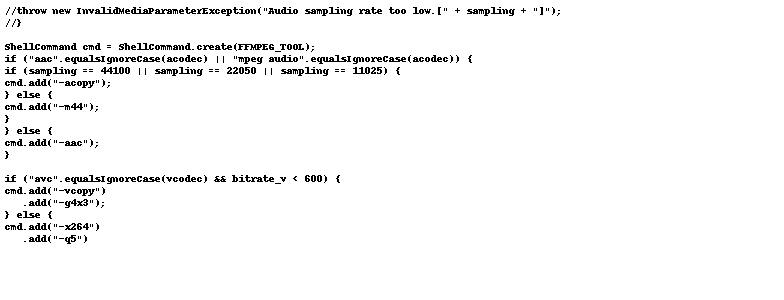 //throw new InvalidMediaParameterException("Audio sampling rate too low.[" + sampling + "]");
//}

ShellCommand cmd = ShellCommand.create(FFMPEG_TOOL);
if ("aac".equalsIgnoreCase(acodec) || "mpeg audio".equalsIgnoreCase(acodec)) {
if (sampling == 44100 || sampling == 22050 || sampling == 11025) {
cmd.add("-acopy");
} else {
cmd.add("-m44");
}
} else {
cmd.add("-aac");
}

if ("avc".equalsIgnoreCase(vcodec) && bitrate_v < 600) {
cmd.add("-vcopy")
   .add("-g4x3");
} else {
cmd.add("-x264")
   .add("-q5")